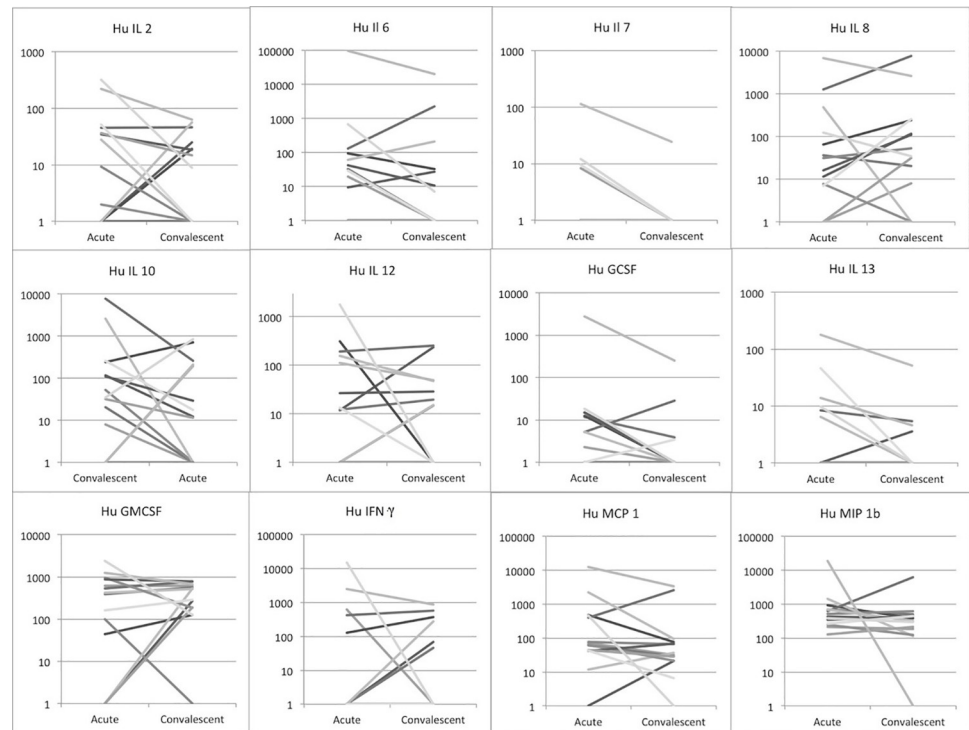 Hu IL 2
1000
100
10
1
Acute Convalescent
Hu Il 6
100000
10000
1000
100
10
1
Acute Convalescent
Hu Il 7
1000
100
10
1
Acute Convalescent
Hu IL 8
10000
1000
100
10
1
Acute Convalescent
Hu IL 10
10000
1000
100
10
1
Convalescent Acute
Hu IL 12
1000
100
10
1
Acute Convalescent
Hu GCSF
10000
1000
100
10
1
Acute Convalescent
Hu IL 13
1000
100
10
1
Acute Convalescent
Hu GMCSF
10000
1000
100
10
1
Acute Convalescent
Hu IFN γ
100000
10000
1000
100
10
1
Acute Convalescent
Hu MCP 1
100000
10000
1000
100
10
1
Acute Convalescent
Hu MIP 1b
100000
10000
1000
100
10
1
Acute Convalescent